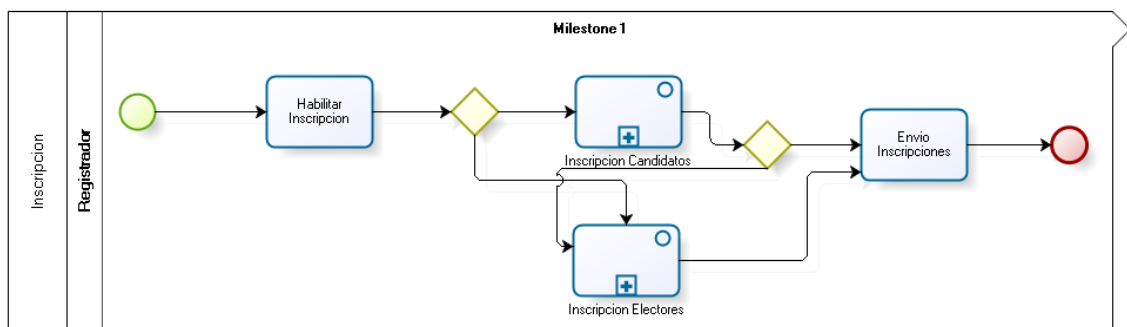 Milestone 1
Inscripcion
Registrador
Habilitar
Inscripcion
Inscripcion Candidatos
Envio
Inscripciones
Inscripcion Electores